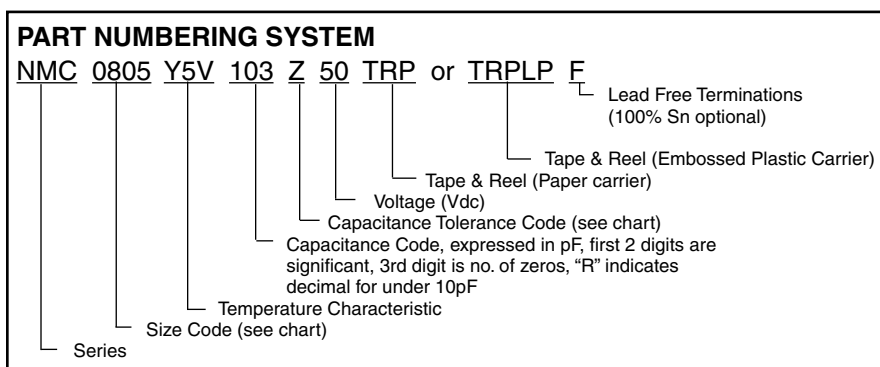 PART NUMBERING SYSTEM
NMC 0805 Y5V 103 Z 50 TRP or TRPLP F
Lead Free Terminations
(100% Sn optional)
Tape & Reel (Embossed Plastic Carrier)
Tape & Reel (Paper carrier)
Voltage (Vdc)
Capacitance Tolerance Code (see chart)
Capacitance Code, expressed in pF, first 2 digits are
significant, 3rd digit is no. of zeros, “R” indicates
decimal for under 10pF
Temperature Characteristic
Size Code (see chart)
Series